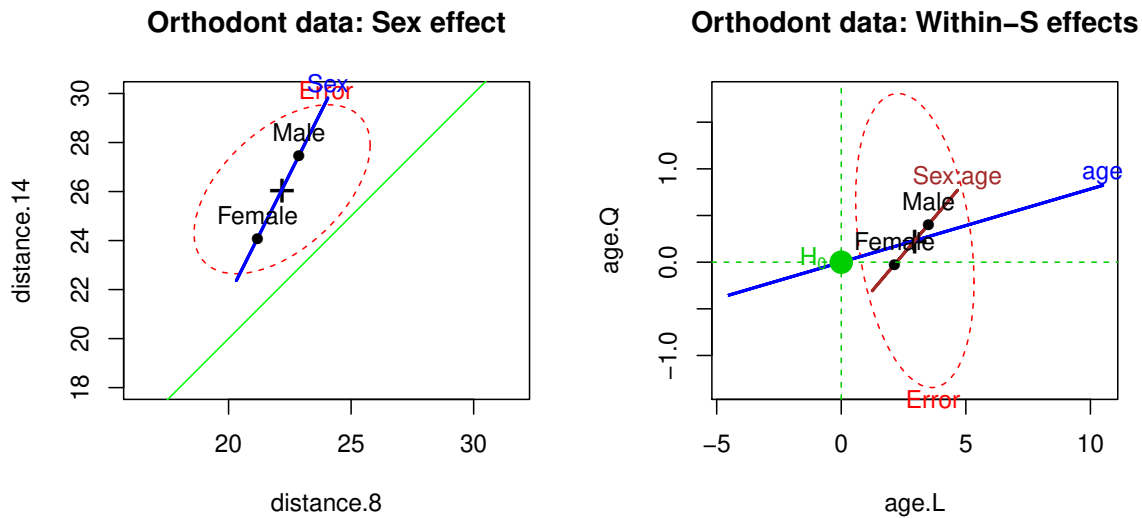 Orthodont data: Sex effect
Sex
Error
Male
Female
distance.14
18
20
22
24
26
28
30
20
25
30
distance.8
Orthodont data: Within−S effects
age
Sex:age
Male
Female
H₀
Error
age.Q
−1.0
0.0
1.0
−5
0
5
10
age.L